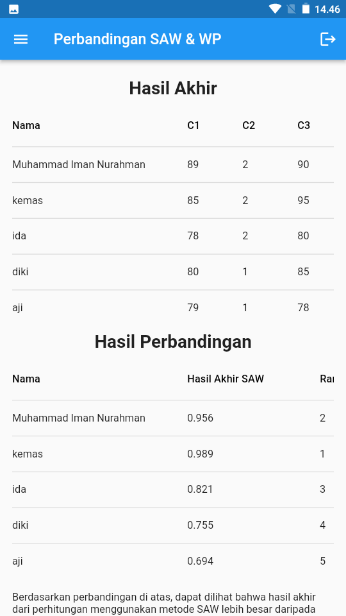 14.46
Perbandingan SAW & WP
Hasil Akhir
Nama C1 C2 C3
Muhammad Iman Nurahman 89 2 90
kemas 85 2 95
ida 78 2 80
diki 80 1 85
aji 79 1 78
Hasil Perbandingan
Nama Hasil Akhir SAW Ran
Muhammad Iman Nurahman 0.956 2
kemas 0.989 1
ida 0.821 3
diki 0.755 4
aji 0.694 5
Berdasarkan perbandingan di atas, dapat dilihat bahwa hasil akhir
dari perhitungan menggunakan metode SAW lebih besar daripada